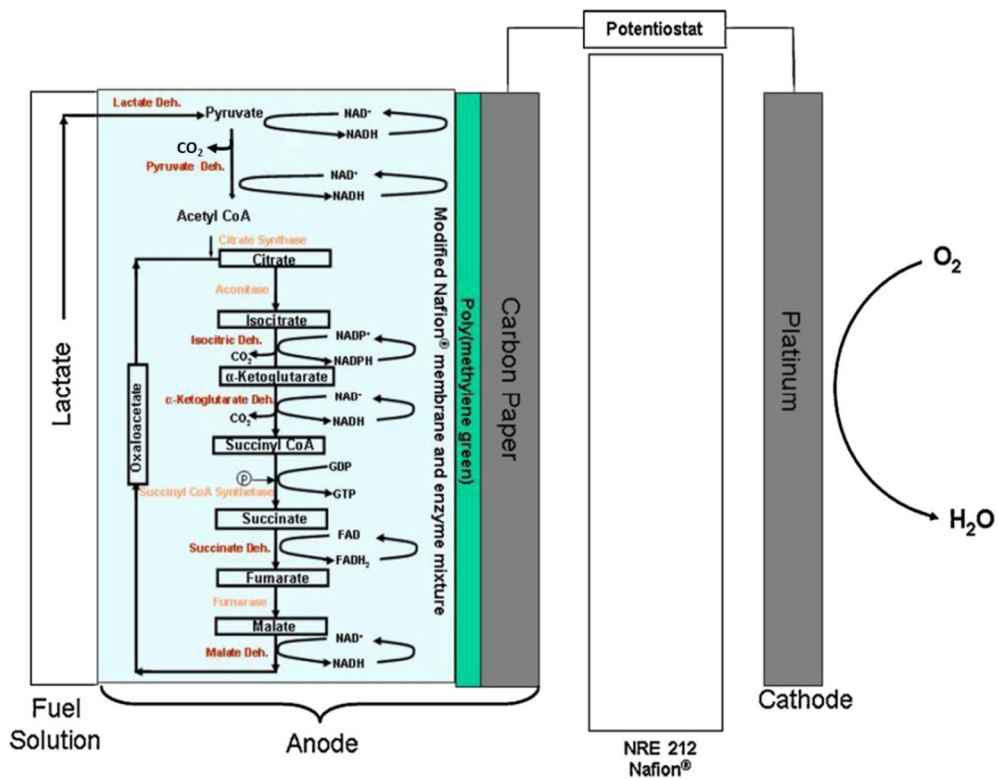 Potentiostat
Lactate Deh.
Pyruvate
NAD⁺
NADH
CO₂
Pyruvate Deh.
NAD⁺
NADH
Acetyl CoA
Citrate Synthase
Citrate
Aconitase
Isocitrate
Isocitric Deh.
NADP⁺
CO₂
NADPH
α-Ketoglutarate
α-Ketoglutarate Deh.
NAD⁺
CO₂
NADH
Succinyl CoA
GDP
P
GTP
Succinyl CoA Synthetase
Succinate
FAD
Succinate Deh.
FADH₂
Fumarate
Fumarase
Malate
NAD⁺
Malate Deh.
NADH
Oxaloacetate
Lactate
Modified Nafion® membrane and enzyme mixture
Poly(methylene green)
Carbon Paper
Platinum
O₂
H₂O
Cathode
Fuel
Solution
Anode
NRE 212
Nafion®